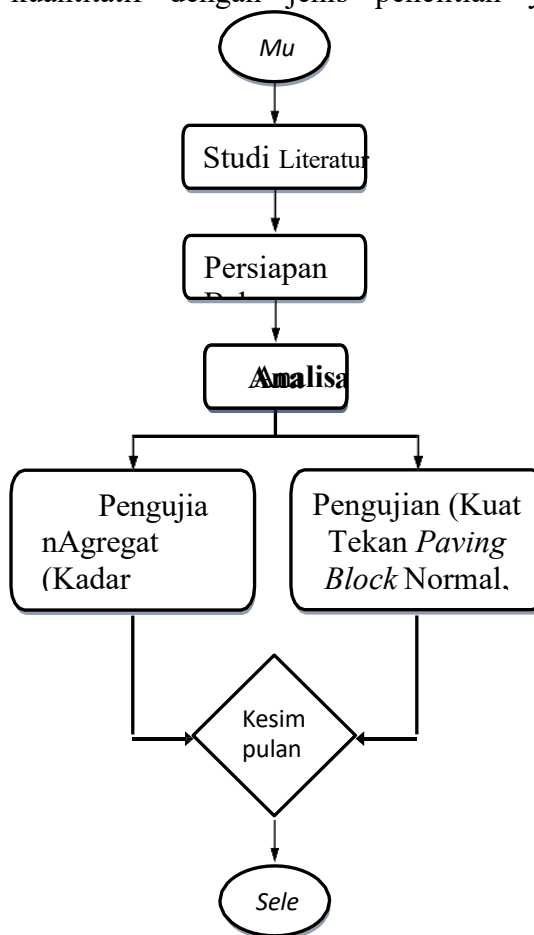 kuantitatif dengan jenis
Mu
Studi Literatur
Persiapan
Analisa
Pengujia
nAgregat
(Kadar
Pengujian (Kuat
Tekan Paving
Block Normal,
Kesim
pulan
Sele